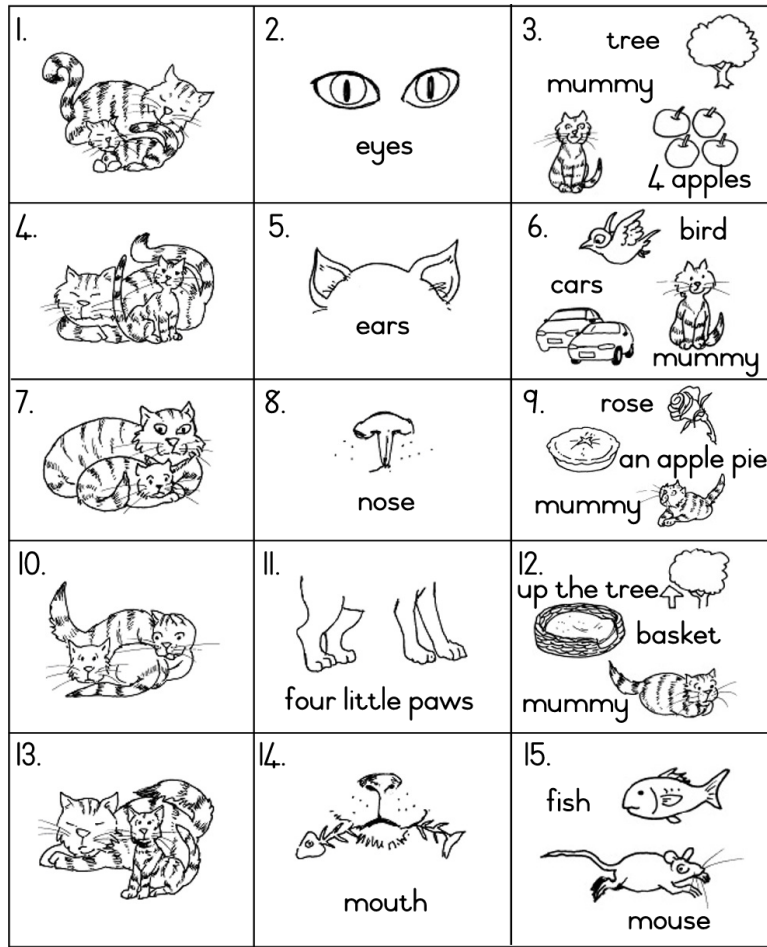 1.
2.
eyes
3.
tree
mummy
4 apples
4.
5.
ears
6.
bird
cars
mummy
7.
8.
nose
9.
rose
an apple pie
mummy
10.
11.
four little paws
12.
up the tree
basket
mummy
13.
14.
mouth
15.
fish
mouse